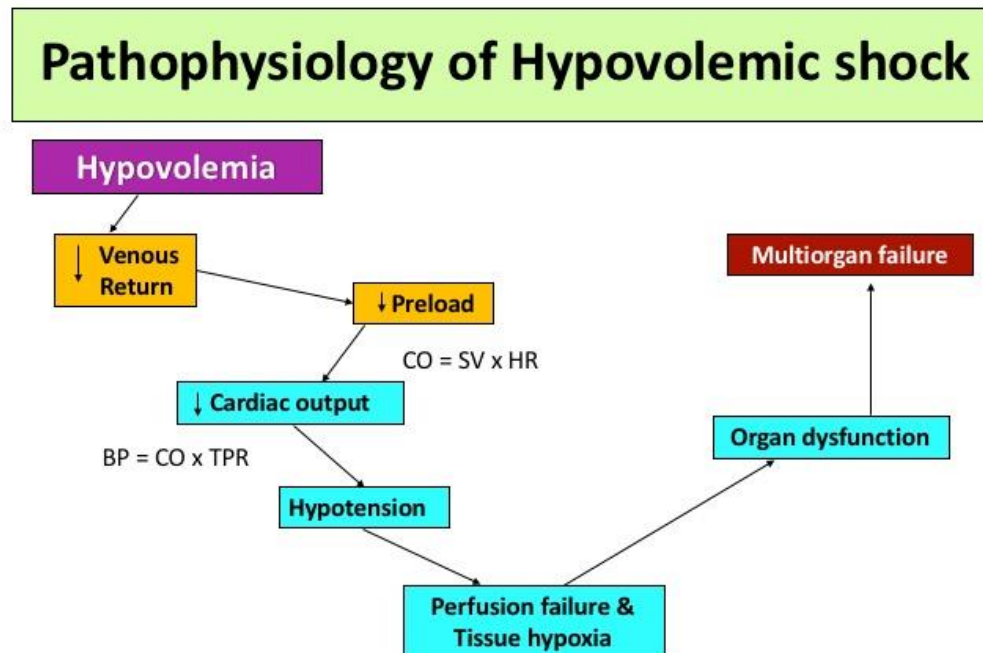 Pathophysiology of Hypovolemic shock
Hypovolemia
↓ Venous
Return
↓ Preload
CO = SV x HR
↓ Cardiac output
BP = CO x TPR
Hypotension
Perfusion failure &
Tissue hypoxia
Organ dysfunction
Multiorgan failure